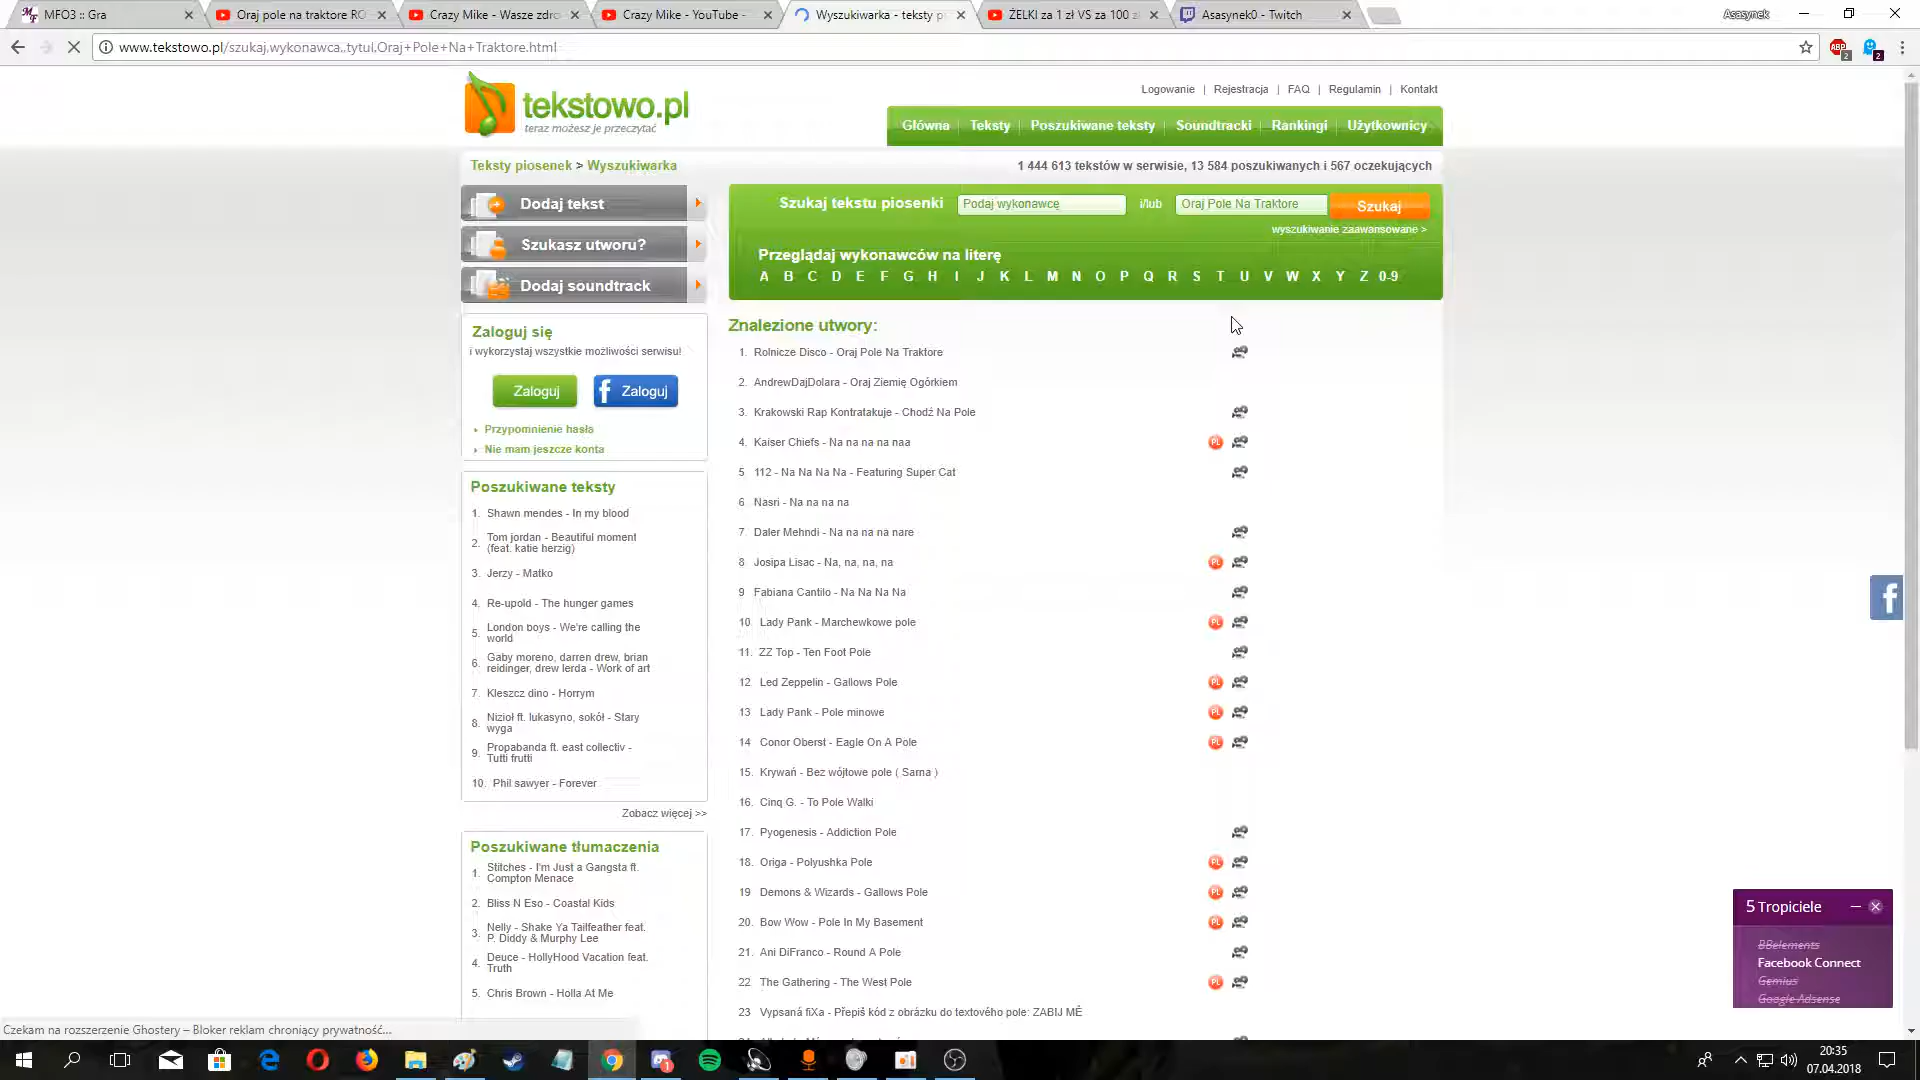 MFO3 :: Gra
Oraj pole na traktore RO
Crazy Mike - Wasze zdro
Crazy Mike - YouTube -
Wyszukiwarka - teksty p
ŻELKI za 1 zł VS za 100 z
Asasynek0 - Twitch
Asasynek
www.tekstowo.pl/szukaj,wykonawca,,tytul,Oraj+Pole+Na+Traktore.html
ABP 2
2
tekstowo.pl
teraz możesz je przeczytać
Logowanie | Rejestracja | FAQ | Regulamin | Kontakt
Główna Teksty Poszukiwane teksty Soundtracki Rankingi Użytkownicy
Teksty piosenek > Wyszukiwarka
1 444 613 tekstów w serwisie, 13 584 poszukiwanych i 567 oczekujących
Dodaj tekst
Szukasz utworu?
Dodaj soundtrack
Szukaj tekstu piosenki Podaj wykonawcę i/lub Oraj Pole Na Traktore Szukaj
wyszukiwanie zaawansowane >
Przeglądaj wykonawców na literę
A B C D E F G H I J K L M N O P Q R S T U V W X Y Z 0-9
Zaloguj się
i wykorzystaj wszystkie możliwości serwisu!
Zaloguj
f Zaloguj
Przypomnienie hasła
Nie mam jeszcze konta
Poszukiwane teksty
1. Shawn mendes - In my blood
2. Tom jordan - Beautiful moment
(feat. katie herzig)
3. Jerzy - Matko
4. Re-upold - The hunger games
5. London boys - We're calling the
world
6. Gaby moreno, darren drew, brian
reidinger, drew lerda - Work of art
7. Kleszcz dino - Horrym
8. Nizioł ft. lukasyno, sokół - Stary
wyga
9. Propabanda ft. east collectiv -
Tutti frutti
10. Phil sawyer - Forever
Zobacz więcej >>
Poszukiwane tłumaczenia
1. Stitches - I'm Just a Gangsta ft.
Compton Menace
2. Bliss N Eso - Coastal Kids
3. Nelly - Shake Ya Tailfeather feat.
P. Diddy & Murphy Lee
4. Deuce - HollyHood Vacation feat.
Truth
5. Chris Brown - Holla At Me
Znalezione utwory:
1. Rolnicze Disco - Oraj Pole Na Traktore
2. AndrewDajDolara - Oraj Ziemię Ogórkiem
3. Krakowski Rap Kontratakuje - Chodź Na Pole
4. Kaiser Chiefs - Na na na na naa PL
5 112 - Na Na Na Na - Featuring Super Cat
6 Nasri - Na na na na
7. Daler Mehndi - Na na na na nare
8 Josipa Lisac - Na, na, na, na PL
9 Fabiana Cantilo - Na Na Na Na
10. Lady Pank - Marchewkowe pole PL
11. ZZ Top - Ten Foot Pole
12 Led Zeppelin - Gallows Pole PL
13 Lady Pank - Pole minowe PL
14 Conor Oberst - Eagle On A Pole PL
15. Krywań - Bez wójtowe pole ( Sarna )
16. Cinq G. - To Pole Walki
17. Pyogenesis - Addiction Pole
18. Origa - Polyushka Pole PL
19 Demons & Wizards - Gallows Pole PL
20. Bow Wow - Pole In My Basement PL
21. Ani DiFranco - Round A Pole
22 The Gathering - The West Pole PL
23 Vypsaná fiXa - Přepiš kód z obrázku do textového pole: ZABIJ MĚ
f
5 Tropiciele
BBelements
Facebook Connect
Gemius
Google Adsense
Czekam na rozszerzenie Ghostery – Bloker reklam chroniący prywatność...
1
20:35
07.04.2018